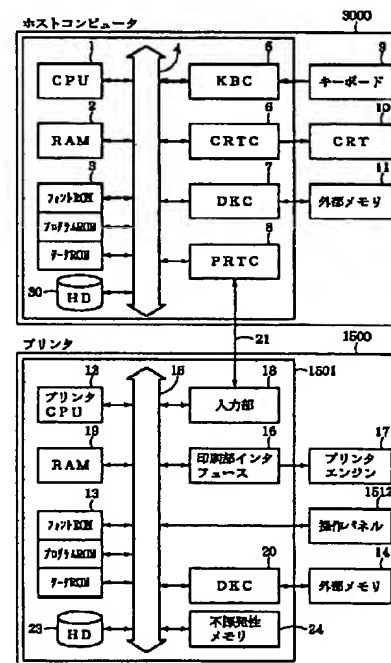 ホストコンピュータ
3000
1
4
5
9
CPU
KBC
キーボード
2
6
10
RAM
CRTC
CRT
3
7
11
フォントROM
プログラムROM
データROM
DKC
外部メモリ
8
PRTC
30
HD
21
プリンタ
1500
12
15
18
1501
プリンタ
CPU
入力部
19
16
17
RAM
印刷部インタ
フェース
プリンタ
エンジン
13
1512
フォントROM
プログラムROM
データROM
操作パネル
20
14
DKC
外部メモリ
23
HD
不揮発性
メモリ
24